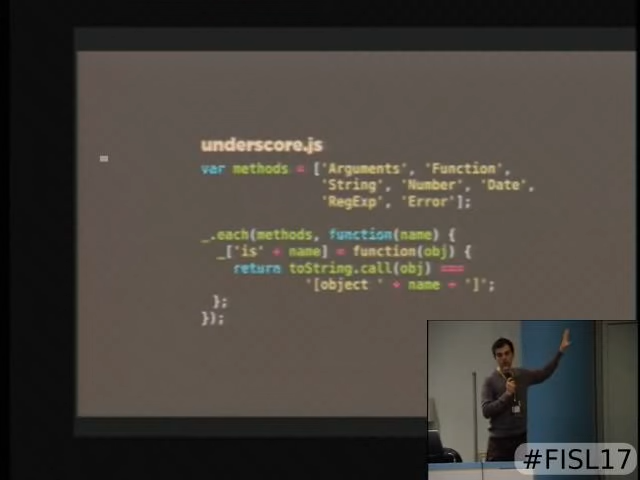 underscore.js
var methods = ['Arguments', 'Function',
'String', 'Number', 'Date',
'RegExp', 'Error'];
_.each(methods, function(name) {
_['is' + name] = function(obj) {
return toString.call(obj) ===
'[object ' + name + ']';
};
});
#FISL17